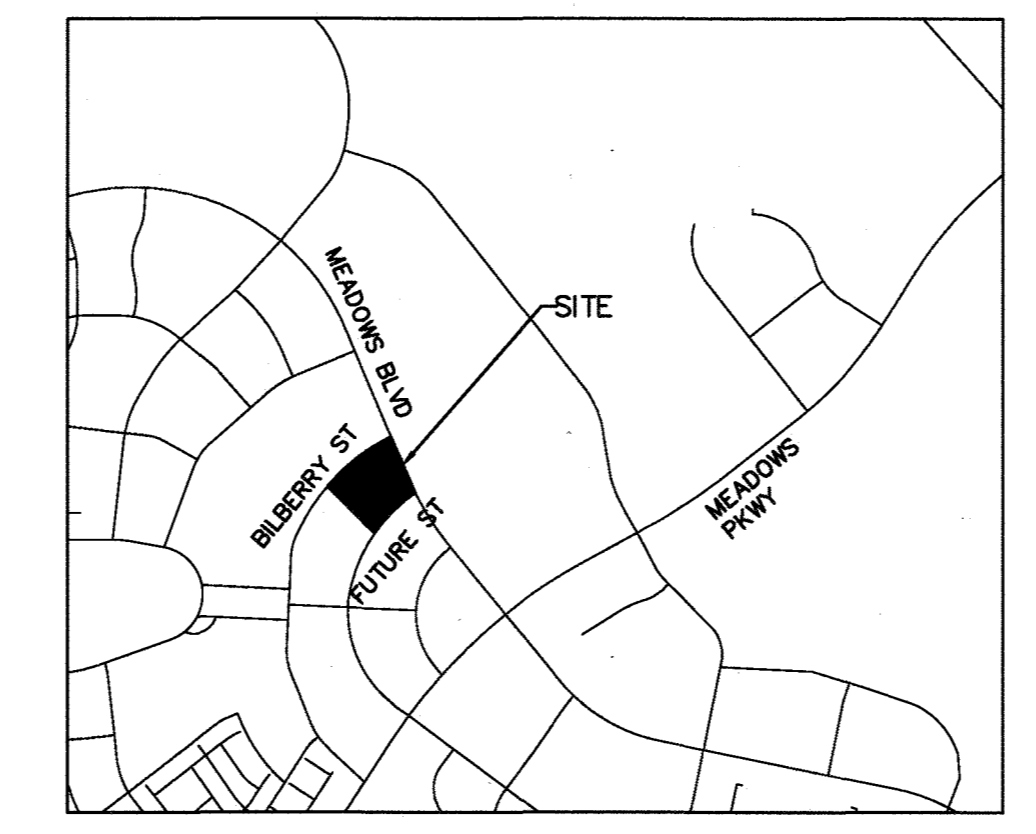 SITE
MEADOWS BLVD
BILBERRY ST
FUTURE ST
MEADOWS
PKWY